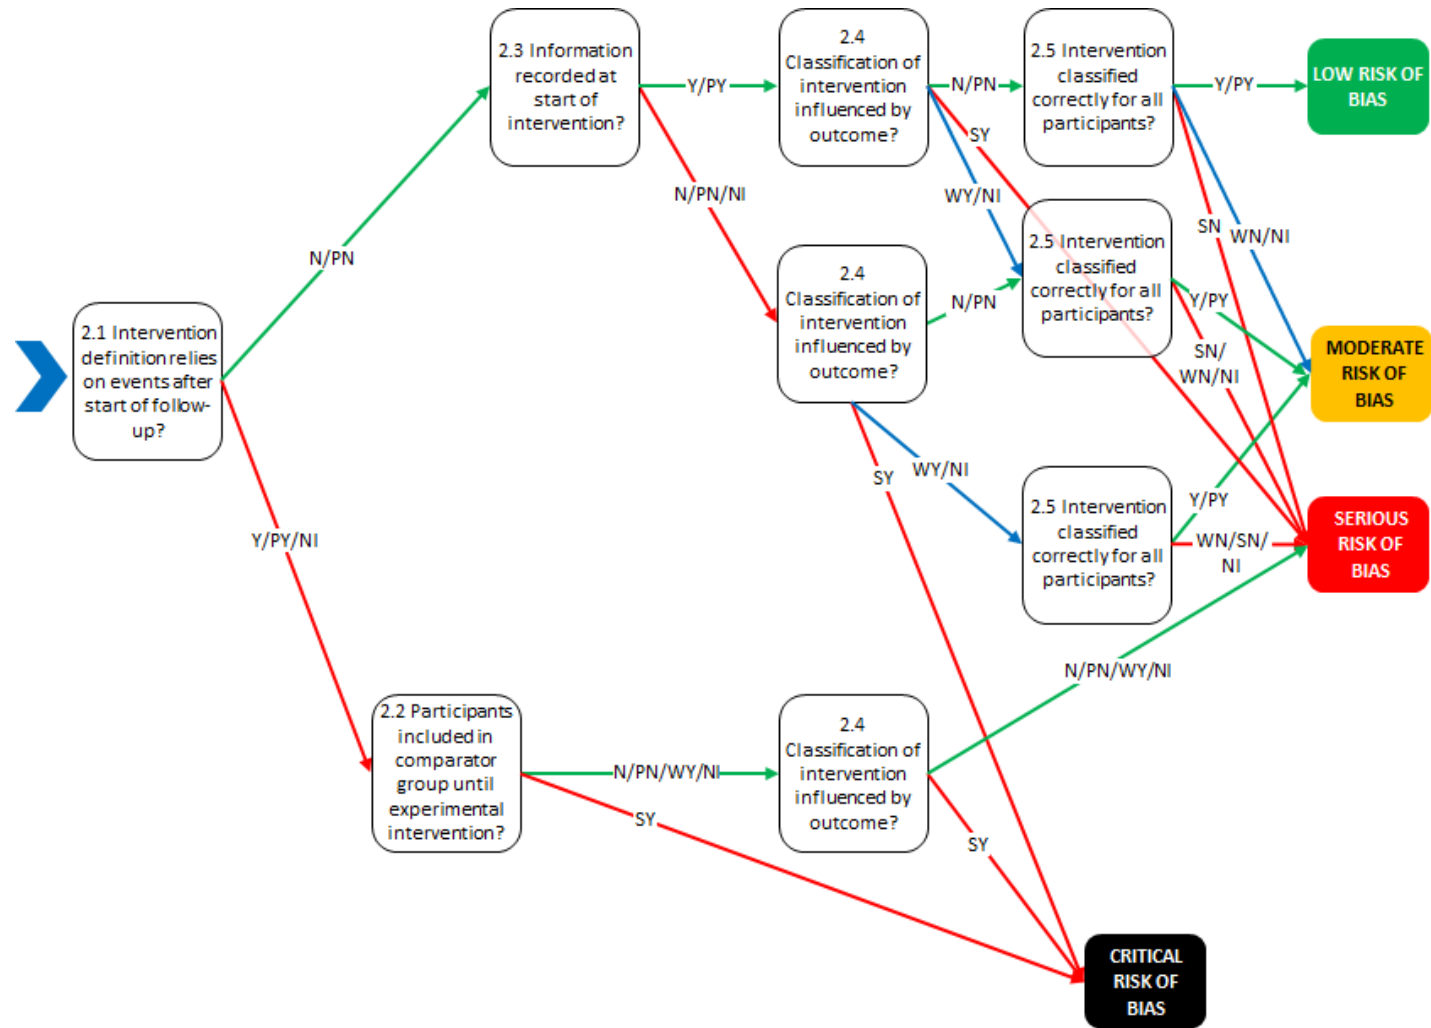 2.3 Information
recorded at
start of
intervention?
Y/PY
2.4
Classification of
intervention
influenced by
outcome?
N/PN
2.5 Intervention
classified
correctly for all
participants?
Y/PY
LOW RISK OF
BIAS
SY
WY/NI
N/PN/NI
SN
WN/NI
N/PN
2.4
Classification of
intervention
influenced by
outcome?
N/PN
2.5 Intervention
classified
correctly for all
participants?
Y/PY
SN/
WN/NI
2.1 Intervention
definition relies
on events after
start of follow-
up?
MODERATE
RISK OF
BIAS
SY
WY/NI
2.5 Intervention
classified
correctly for all
participants?
Y/PY
WN/SN/
NI
SERIOUS
RISK OF
BIAS
Y/PY/NI
N/PN/WY/NI
2.2 Participants
included in
comparator
group until
experimental
intervention?
N/PN/WY/NI
SY
2.4
Classification of
intervention
influenced by
outcome?
SY
CRITICAL
RISK OF
BIAS